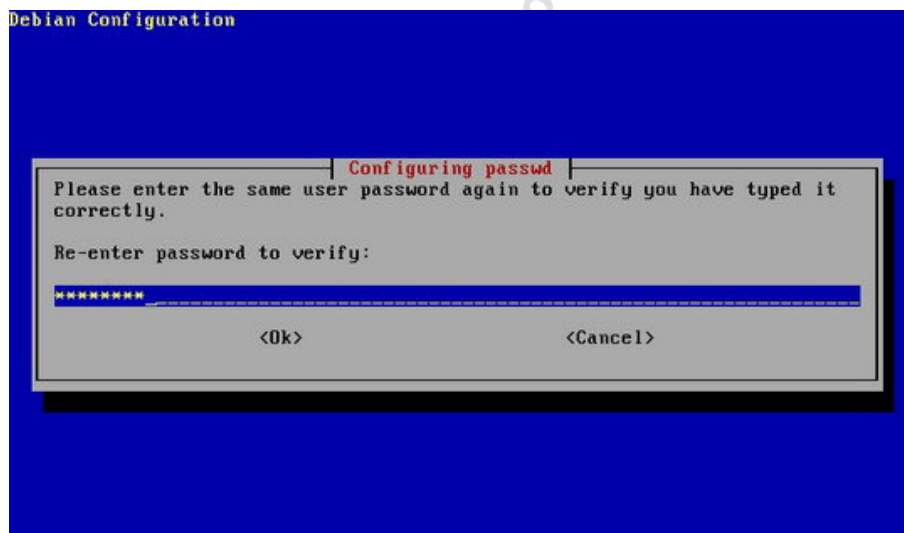 Debian Configuration
Configuring passwd
Please enter the same user password again to verify you have typed it
correctly.
Re-enter password to verify:
********
<Ok> <Cancel>